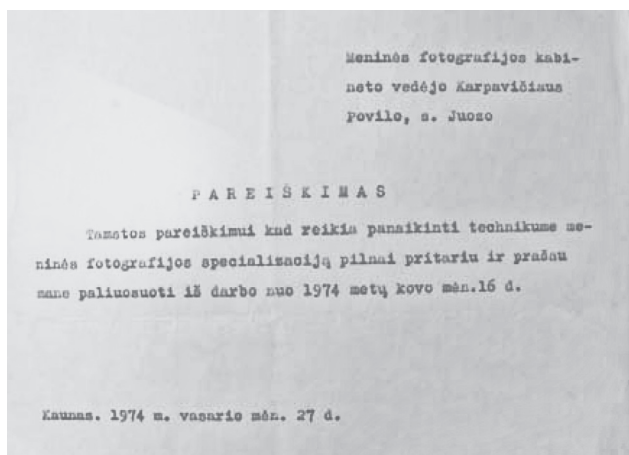 Meninės fotografijos kabi-
neto vedėjo Karpavičiaus
Povilo, s. Juozo
PAREIŠKIMAS
Tamstos pareiškimui kad reikia panaikinti technikume me-
ninės fotografijos specializaciją pilnai pritariu ir prašau
mane paliuosuoti iš darbo nuo 1974 metų kovo mėn.16 d.
Kaunas. 1974 m. vasario mėn. 27 d.